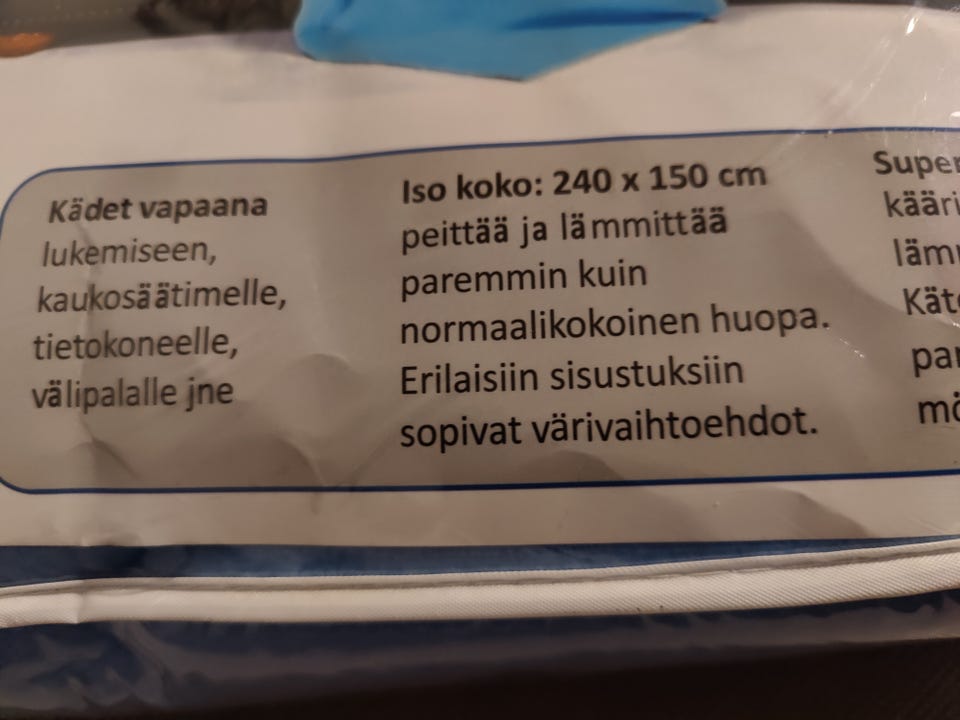 Kädet vapaana
lukemiseen,
kaukosäätimelle,
tietokoneelle,
välipalalle jne
Iso koko: 240 x 150 cm
peittää ja lämmittää
paremmin kuin
normaalikokoinen huopa.
Erilaisiin sisustuksiin
sopivat värivaihtoehdot.
Super